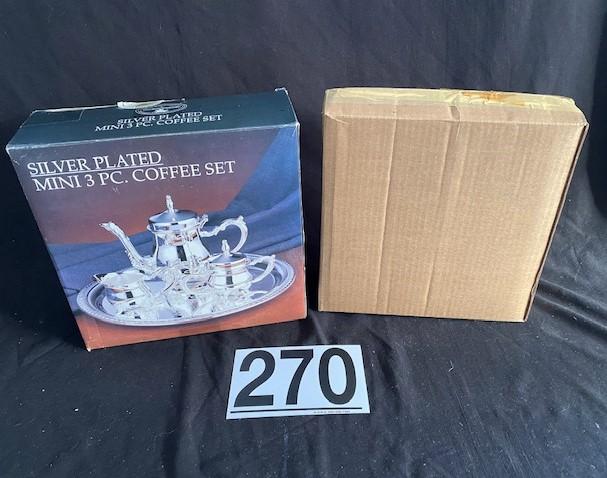 SILVER PLATED
MINI 3 PC. COFFEE SET
SILVER PLATED
MINI 3 PC. COFFEE SET
270